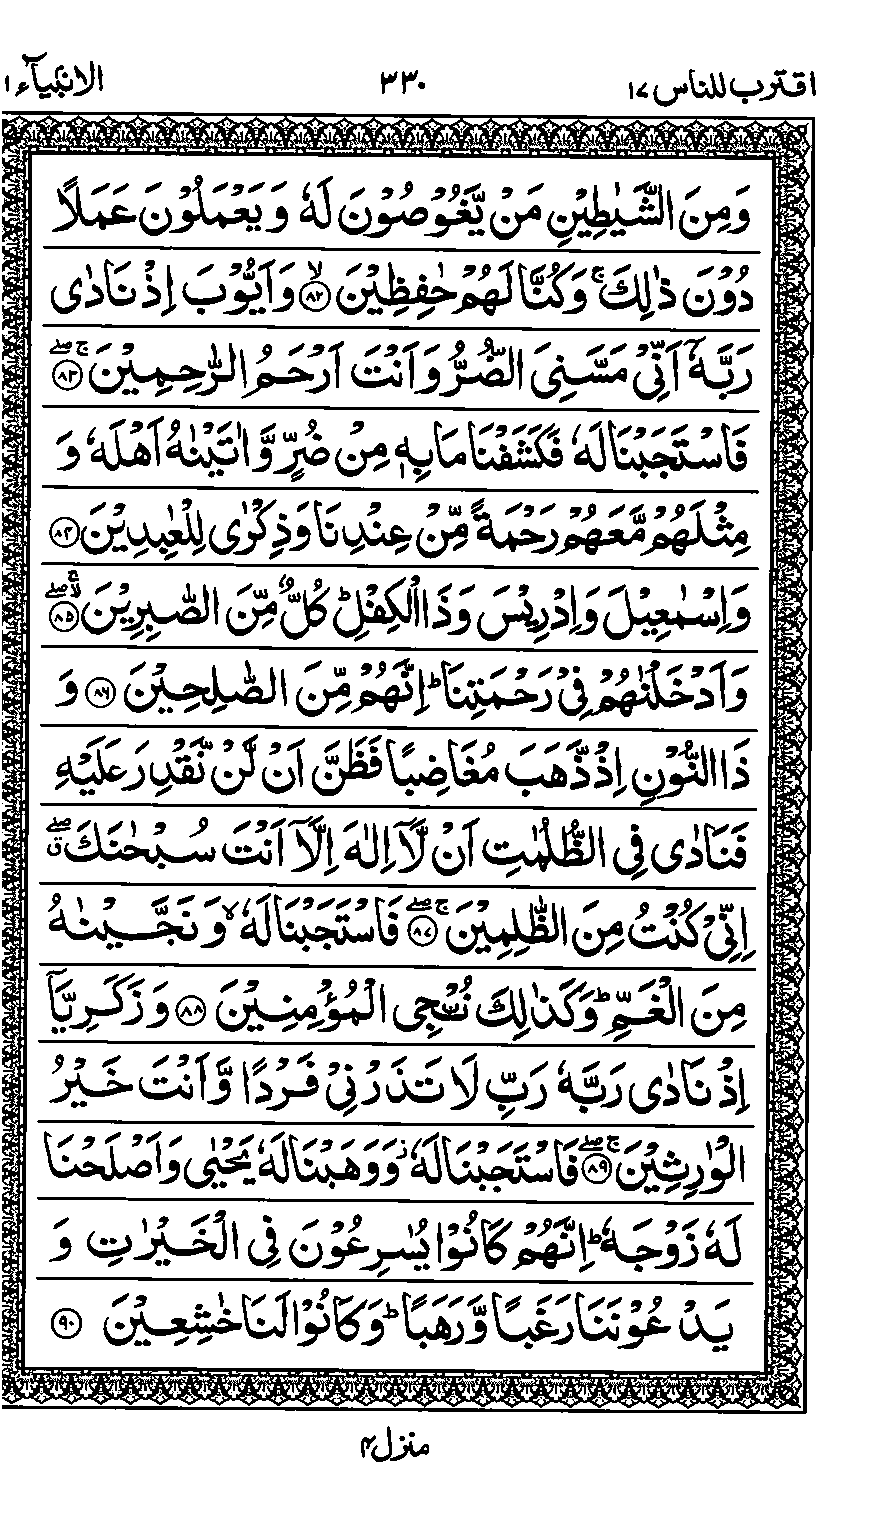 اقترب للناس ١٧ ٣٣٠ الانبيآء
وَمِنَ الشَّيٰطِيْنِ مَنْ يَّغُوْصُوْنَ لَهٗ وَيَعْمَلُوْنَ عَمَلًا
دُوْنَ ذٰلِكَ ۚ وَكُنَّا لَهُمْ حٰفِظِيْنَ ۙ ﴿٨٢﴾ وَاَيُّوْبَ اِذْ نَادٰى
رَبَّهٗۤ اَنِّيْ مَسَّنِيَ الضُّرُّ وَاَنْتَ اَرْحَمُ الرّٰحِمِيْنَ ۚۖ ﴿٨٣﴾
فَاسْتَجَبْنَا لَهٗ فَكَشَفْنَا مَا بِهٖ مِنْ ضُرٍّ وَّاٰتَيْنٰهُ اَهْلَهٗ وَ
مِثْلَهُمْ مَّعَهُمْ رَحْمَةً مِّنْ عِنْدِنَا وَذِكْرٰى لِلْعٰبِدِيْنَ ﴿٨٤﴾
وَاِسْمٰعِيْلَ وَاِدْرِيْسَ وَذَا الْكِفْلِ ؕ كُلٌّ مِّنَ الصّٰبِرِيْنَ ۚۖ ﴿٨٥﴾
وَاَدْخَلْنٰهُمْ فِيْ رَحْمَتِنَا ؕ اِنَّهُمْ مِّنَ الصّٰلِحِيْنَ ﴿٨٦﴾ وَ
ذَا النُّوْنِ اِذْ ذَّهَبَ مُغَاضِبًا فَظَنَّ اَنْ لَّنْ نَّقْدِرَ عَلَيْهِ
فَنَادٰى فِي الظُّلُمٰتِ اَنْ لَّاۤ اِلٰهَ اِلَّاۤ اَنْتَ سُبْحٰنَكَ ۖق
اِنِّيْ كُنْتُ مِنَ الظّٰلِمِيْنَ ۚۖ ﴿٨٧﴾ فَاسْتَجَبْنَا لَهٗ ۙ وَنَجَّيْنٰهُ
مِنَ الْغَمِّ ؕ وَكَذٰلِكَ نُـنْجِي الْمُؤْمِنِيْنَ ﴿٨٨﴾ وَزَكَرِيَّاۤ
اِذْ نَادٰى رَبَّهٗ رَبِّ لَا تَذَرْنِيْ فَرْدًا وَّاَنْتَ خَيْرُ
الْوٰرِثِيْنَ ۚۖ ﴿٨٩﴾ فَاسْتَجَبْنَا لَهٗ ز وَوَهَبْنَا لَهٗ يَحْيٰى وَاَصْلَحْنَا
لَهٗ زَوْجَهٗ ؕ اِنَّهُمْ كَانُوْا يُسٰرِعُوْنَ فِي الْخَيْرٰتِ وَ
يَدْعُوْنَنَا رَغَبًا وَّرَهَبًا ؕ وَكَانُوْا لَنَا خٰشِعِيْنَ ﴿٩٠﴾
منزل ٤